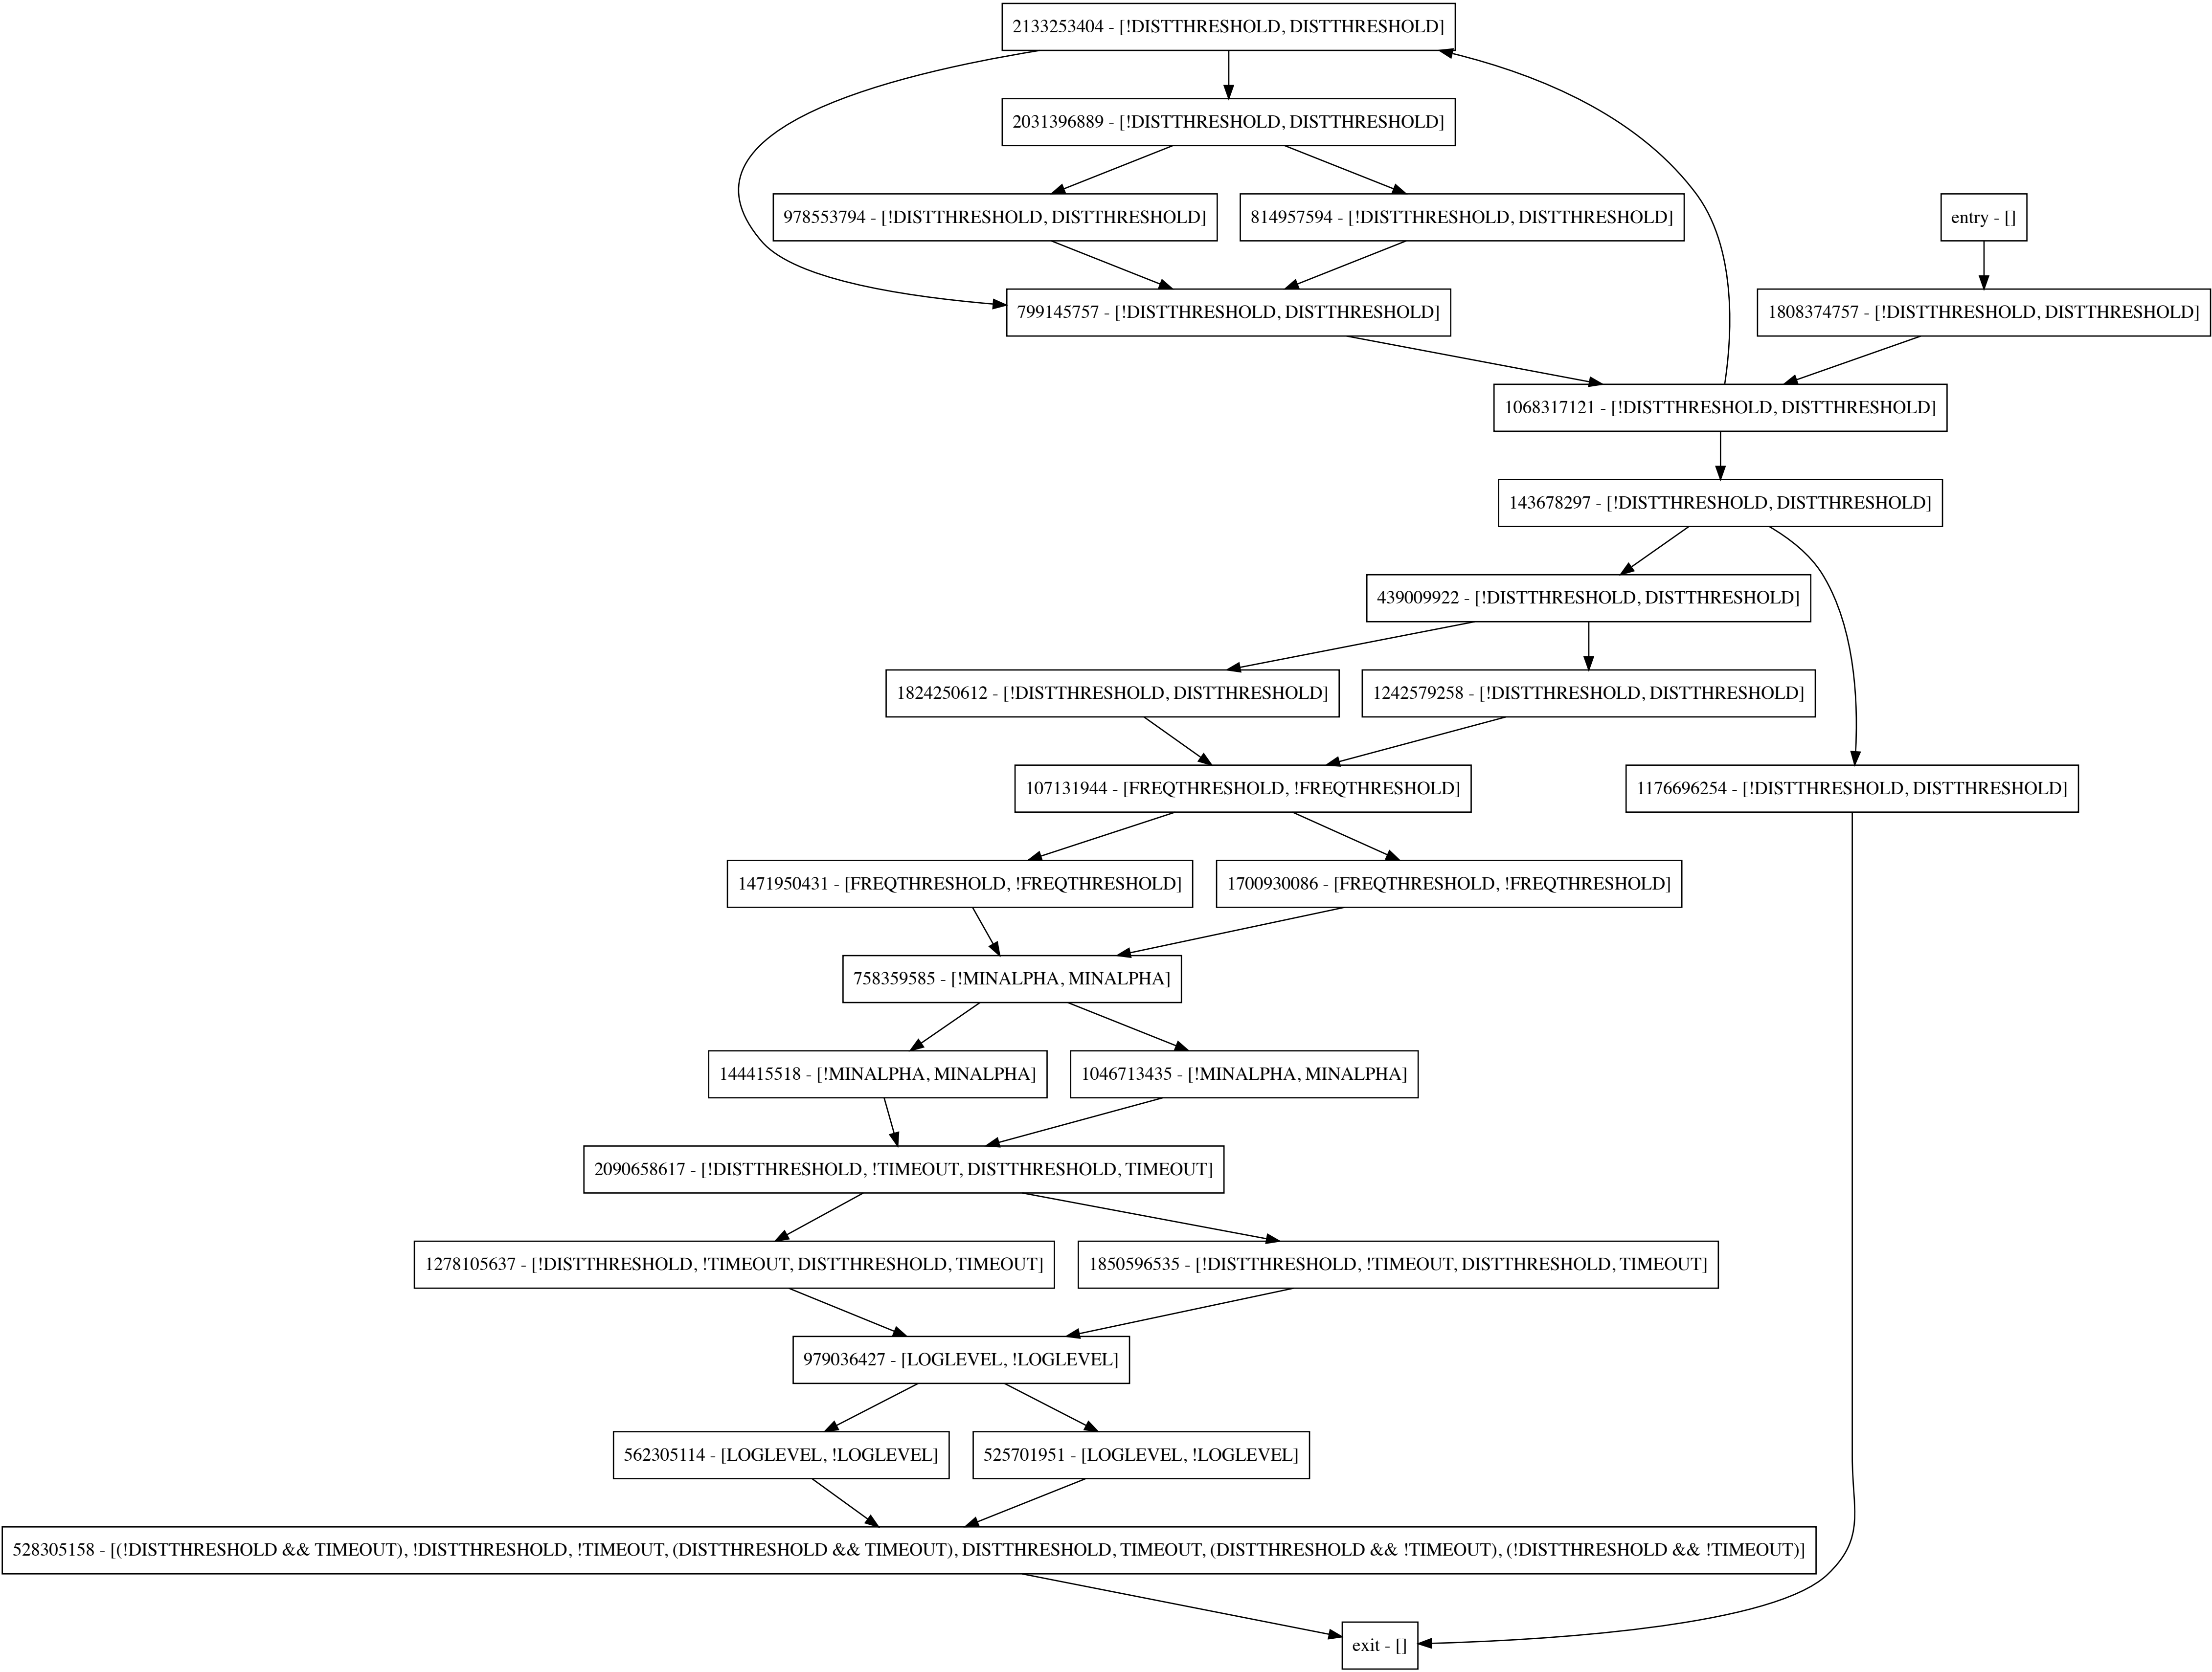 2133253404 - [!DISTTHRESHOLD, DISTTHRESHOLD]
2031396889 - [!DISTTHRESHOLD, DISTTHRESHOLD]
978553794 - [!DISTTHRESHOLD, DISTTHRESHOLD]
814957594 - [!DISTTHRESHOLD, DISTTHRESHOLD]
entry - []
799145757 - [!DISTTHRESHOLD, DISTTHRESHOLD]
1808374757 - [!DISTTHRESHOLD, DISTTHRESHOLD]
1068317121 - [!DISTTHRESHOLD, DISTTHRESHOLD]
143678297 - [!DISTTHRESHOLD, DISTTHRESHOLD]
439009922 - [!DISTTHRESHOLD, DISTTHRESHOLD]
1824250612 - [!DISTTHRESHOLD, DISTTHRESHOLD]
1242579258 - [!DISTTHRESHOLD, DISTTHRESHOLD]
107131944 - [FREQTHRESHOLD, !FREQTHRESHOLD]
1176696254 - [!DISTTHRESHOLD, DISTTHRESHOLD]
1471950431 - [FREQTHRESHOLD, !FREQTHRESHOLD]
1700930086 - [FREQTHRESHOLD, !FREQTHRESHOLD]
758359585 - [!MINALPHA, MINALPHA]
144415518 - [!MINALPHA, MINALPHA]
1046713435 - [!MINALPHA, MINALPHA]
2090658617 - [!DISTTHRESHOLD, !TIMEOUT, DISTTHRESHOLD, TIMEOUT]
1278105637 - [!DISTTHRESHOLD, !TIMEOUT, DISTTHRESHOLD, TIMEOUT]
1850596535 - [!DISTTHRESHOLD, !TIMEOUT, DISTTHRESHOLD, TIMEOUT]
979036427 - [LOGLEVEL, !LOGLEVEL]
562305114 - [LOGLEVEL, !LOGLEVEL]
525701951 - [LOGLEVEL, !LOGLEVEL]
528305158 - [(!DISTTHRESHOLD && TIMEOUT), !DISTTHRESHOLD, !TIMEOUT, (DISTTHRESHOLD && TIMEOUT), DISTTHRESHOLD, TIMEOUT, (DISTTHRESHOLD && !TIMEOUT), (!DISTTHRESHOLD && !TIMEOUT)]
exit - []